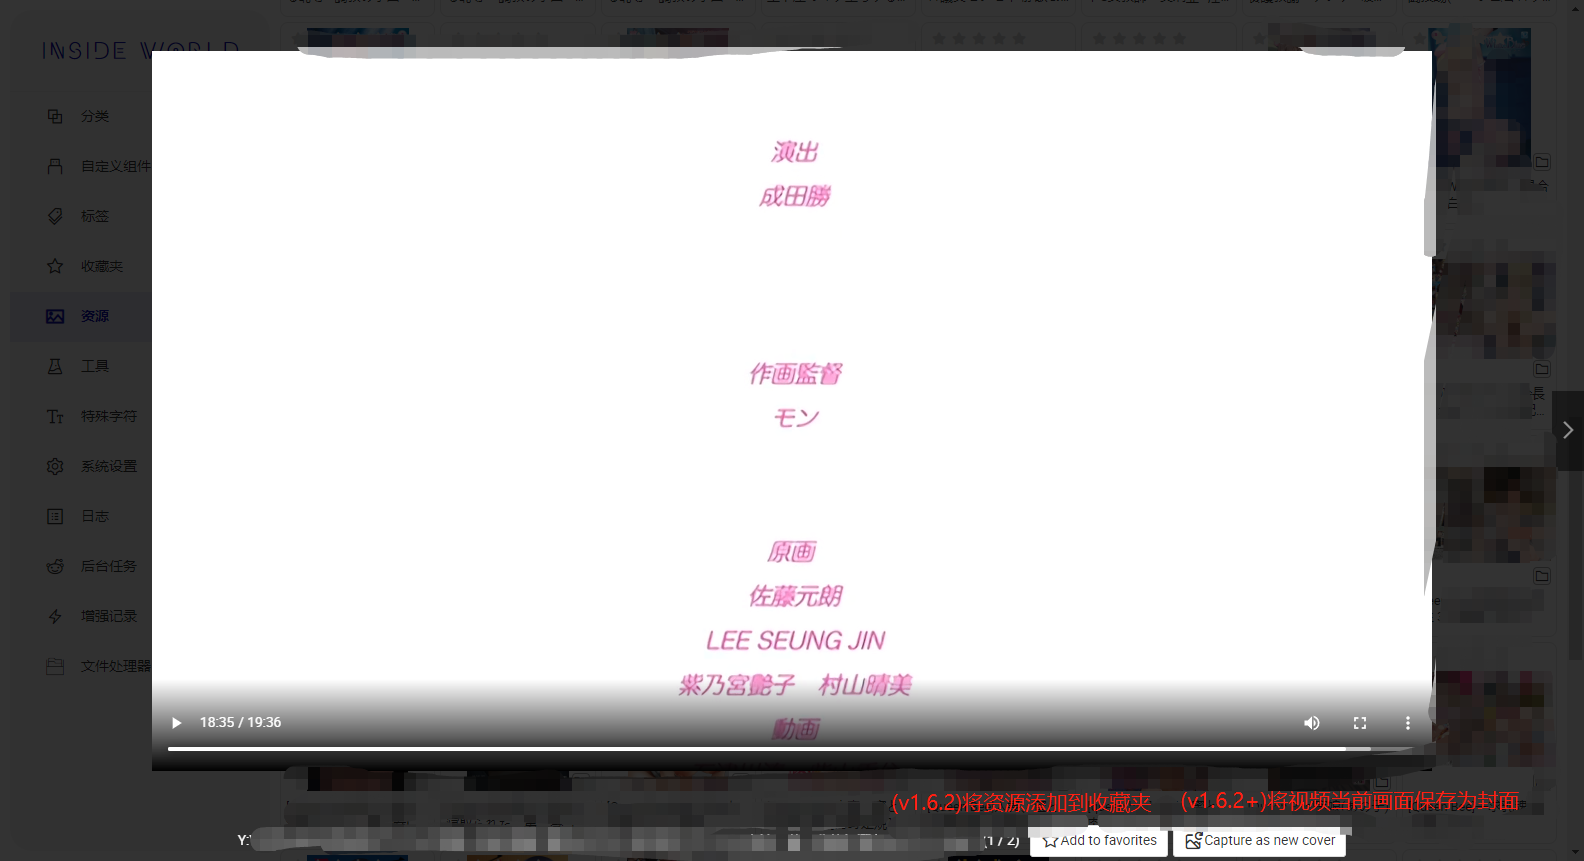 INSIDE WORLD
分类
自定义组件
标签
收藏夹
资源
工具
特殊字符
系统设置
日志
后台任务
增强记录
文件处理器
演出
成田勝
作画監督
モン
原画
佐藤元朗
LEE SEUNG JIN
紫乃宮艶子 村山晴美
動画
18:35 / 19:36
(v1.6.2)将资源添加到收藏夹
(v1.6.2+)将视频当前画面保存为封面
Y:
(1 / 2)
Add to favorites
Capture as new cover